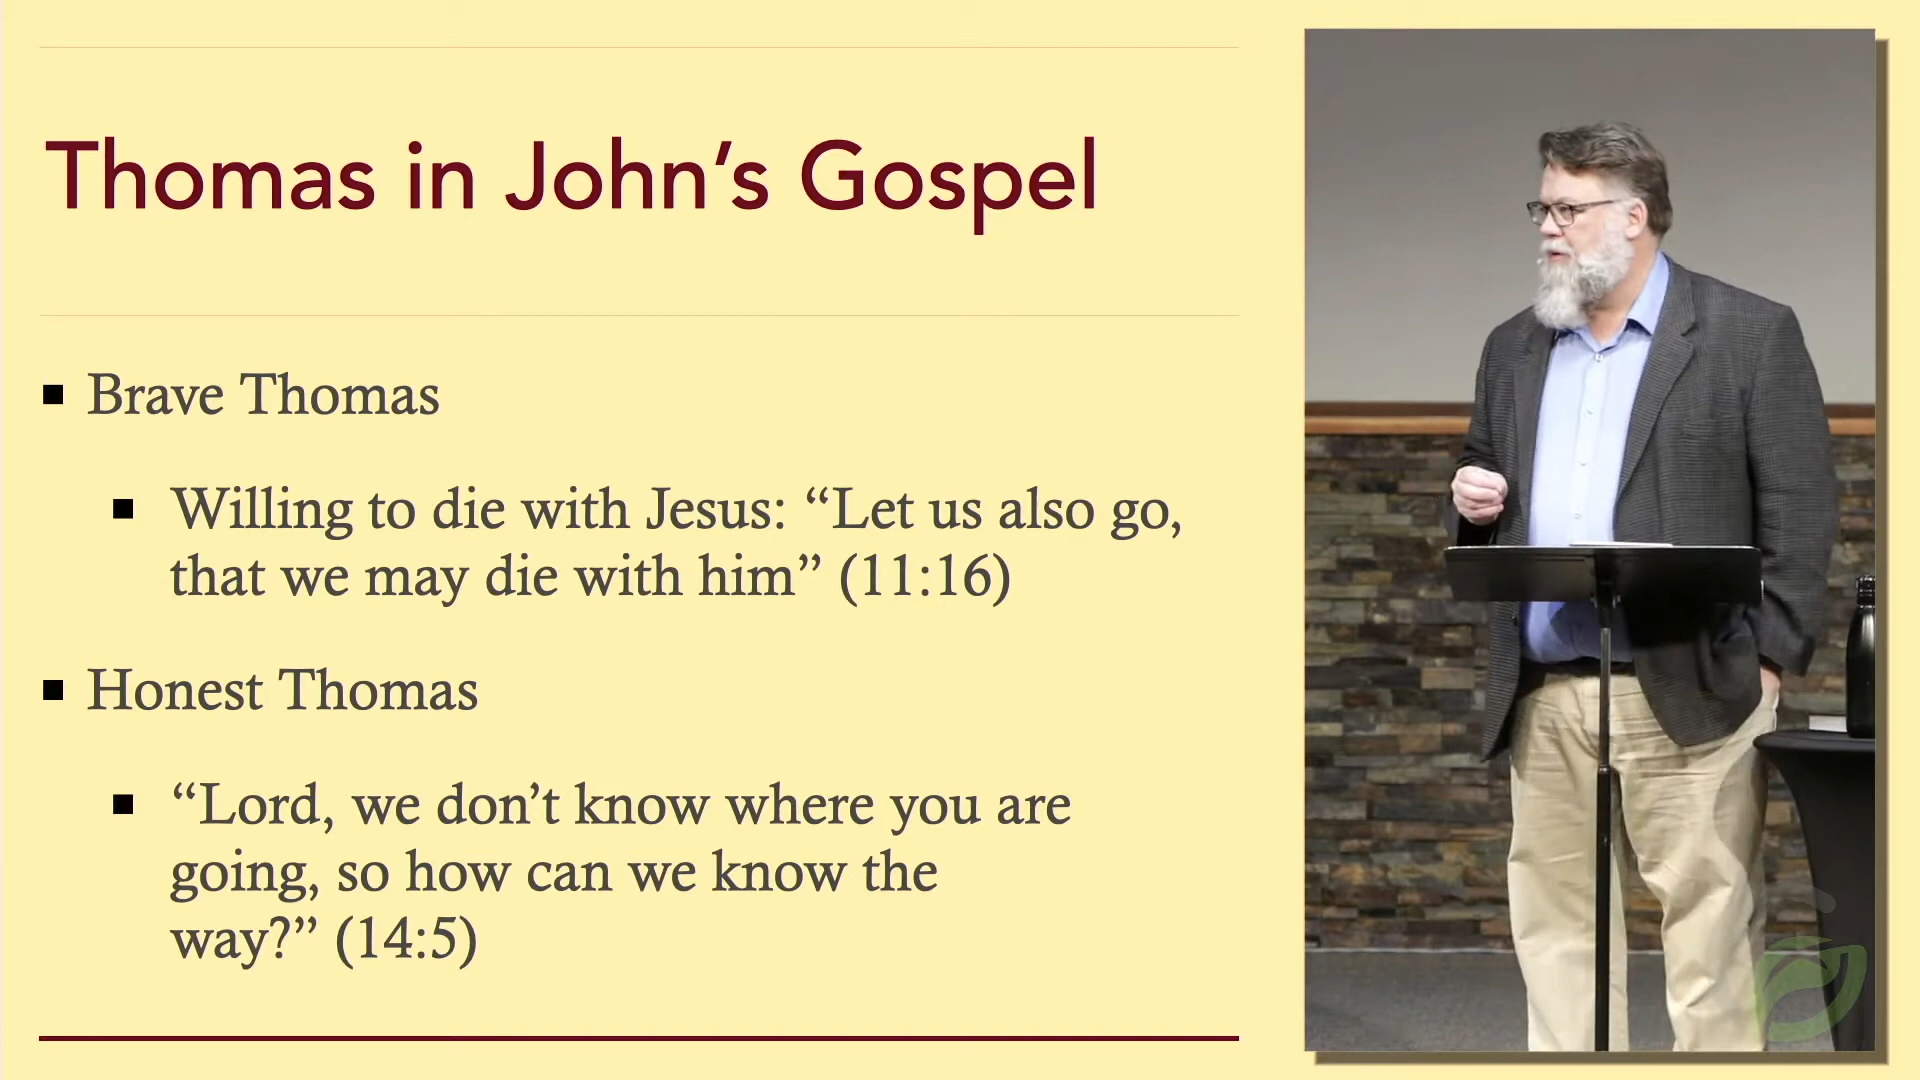 Thomas in John’s Gospel
Brave Thomas
Willing to die with Jesus: “Let us also go,
that we may die with him” (11:16)
Honest Thomas
“Lord, we don’t know where you are
going, so how can we know the
way?” (14:5)